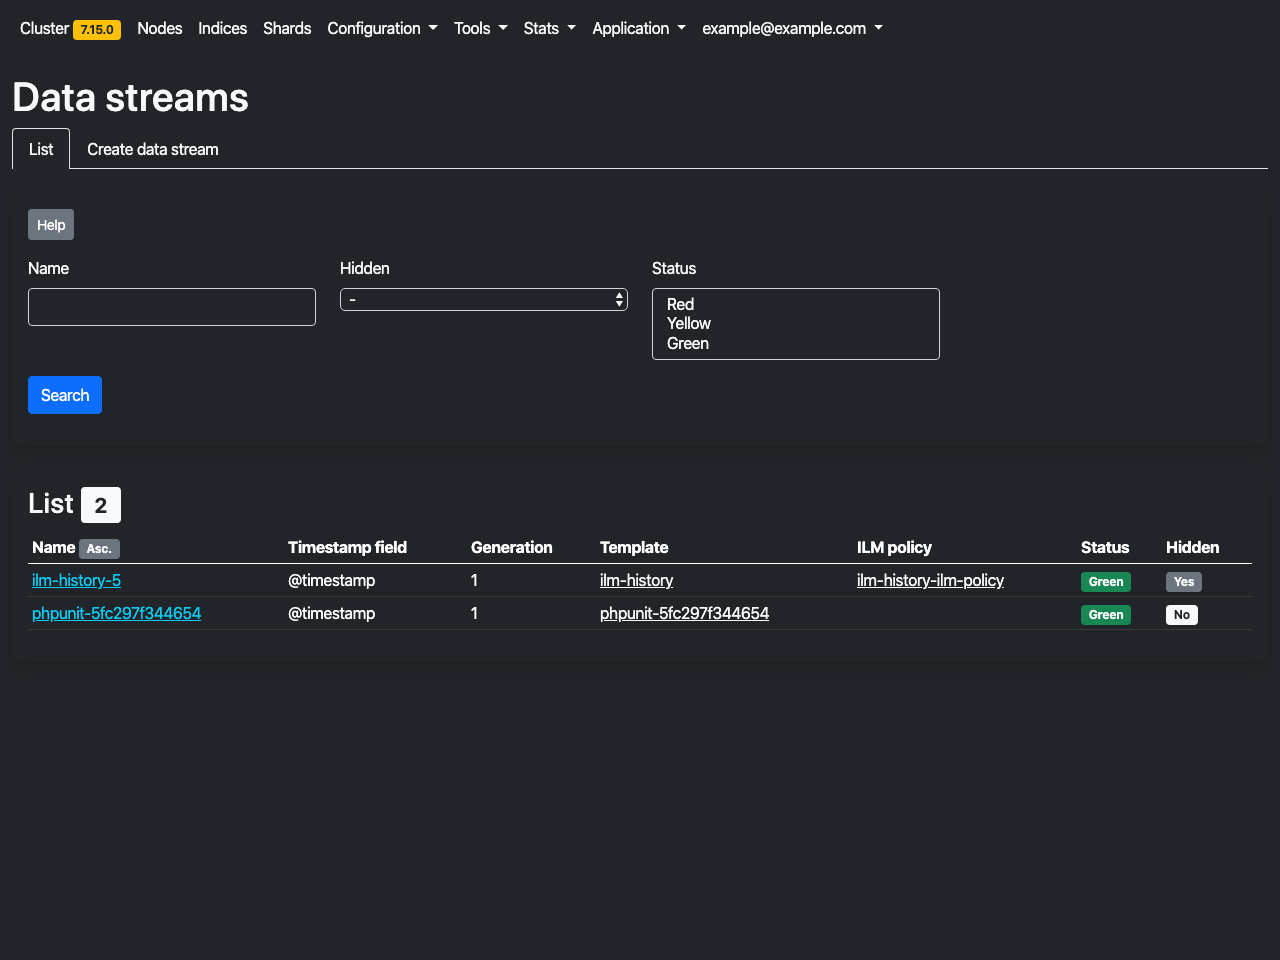 Cluster 7.15.0 Nodes Indices Shards Configuration Tools Stats Application example@example.com
Data streams
List Create data stream
Help
Name Hidden Status
-
Red
Yellow
Green
Search
List 2
Name Asc. Timestamp field Generation Template ILM policy Status Hidden
ilm-history-5 @timestamp 1 ilm-history ilm-history-ilm-policy Green Yes
phpunit-5fc297f344654 @timestamp 1 phpunit-5fc297f344654 Green No